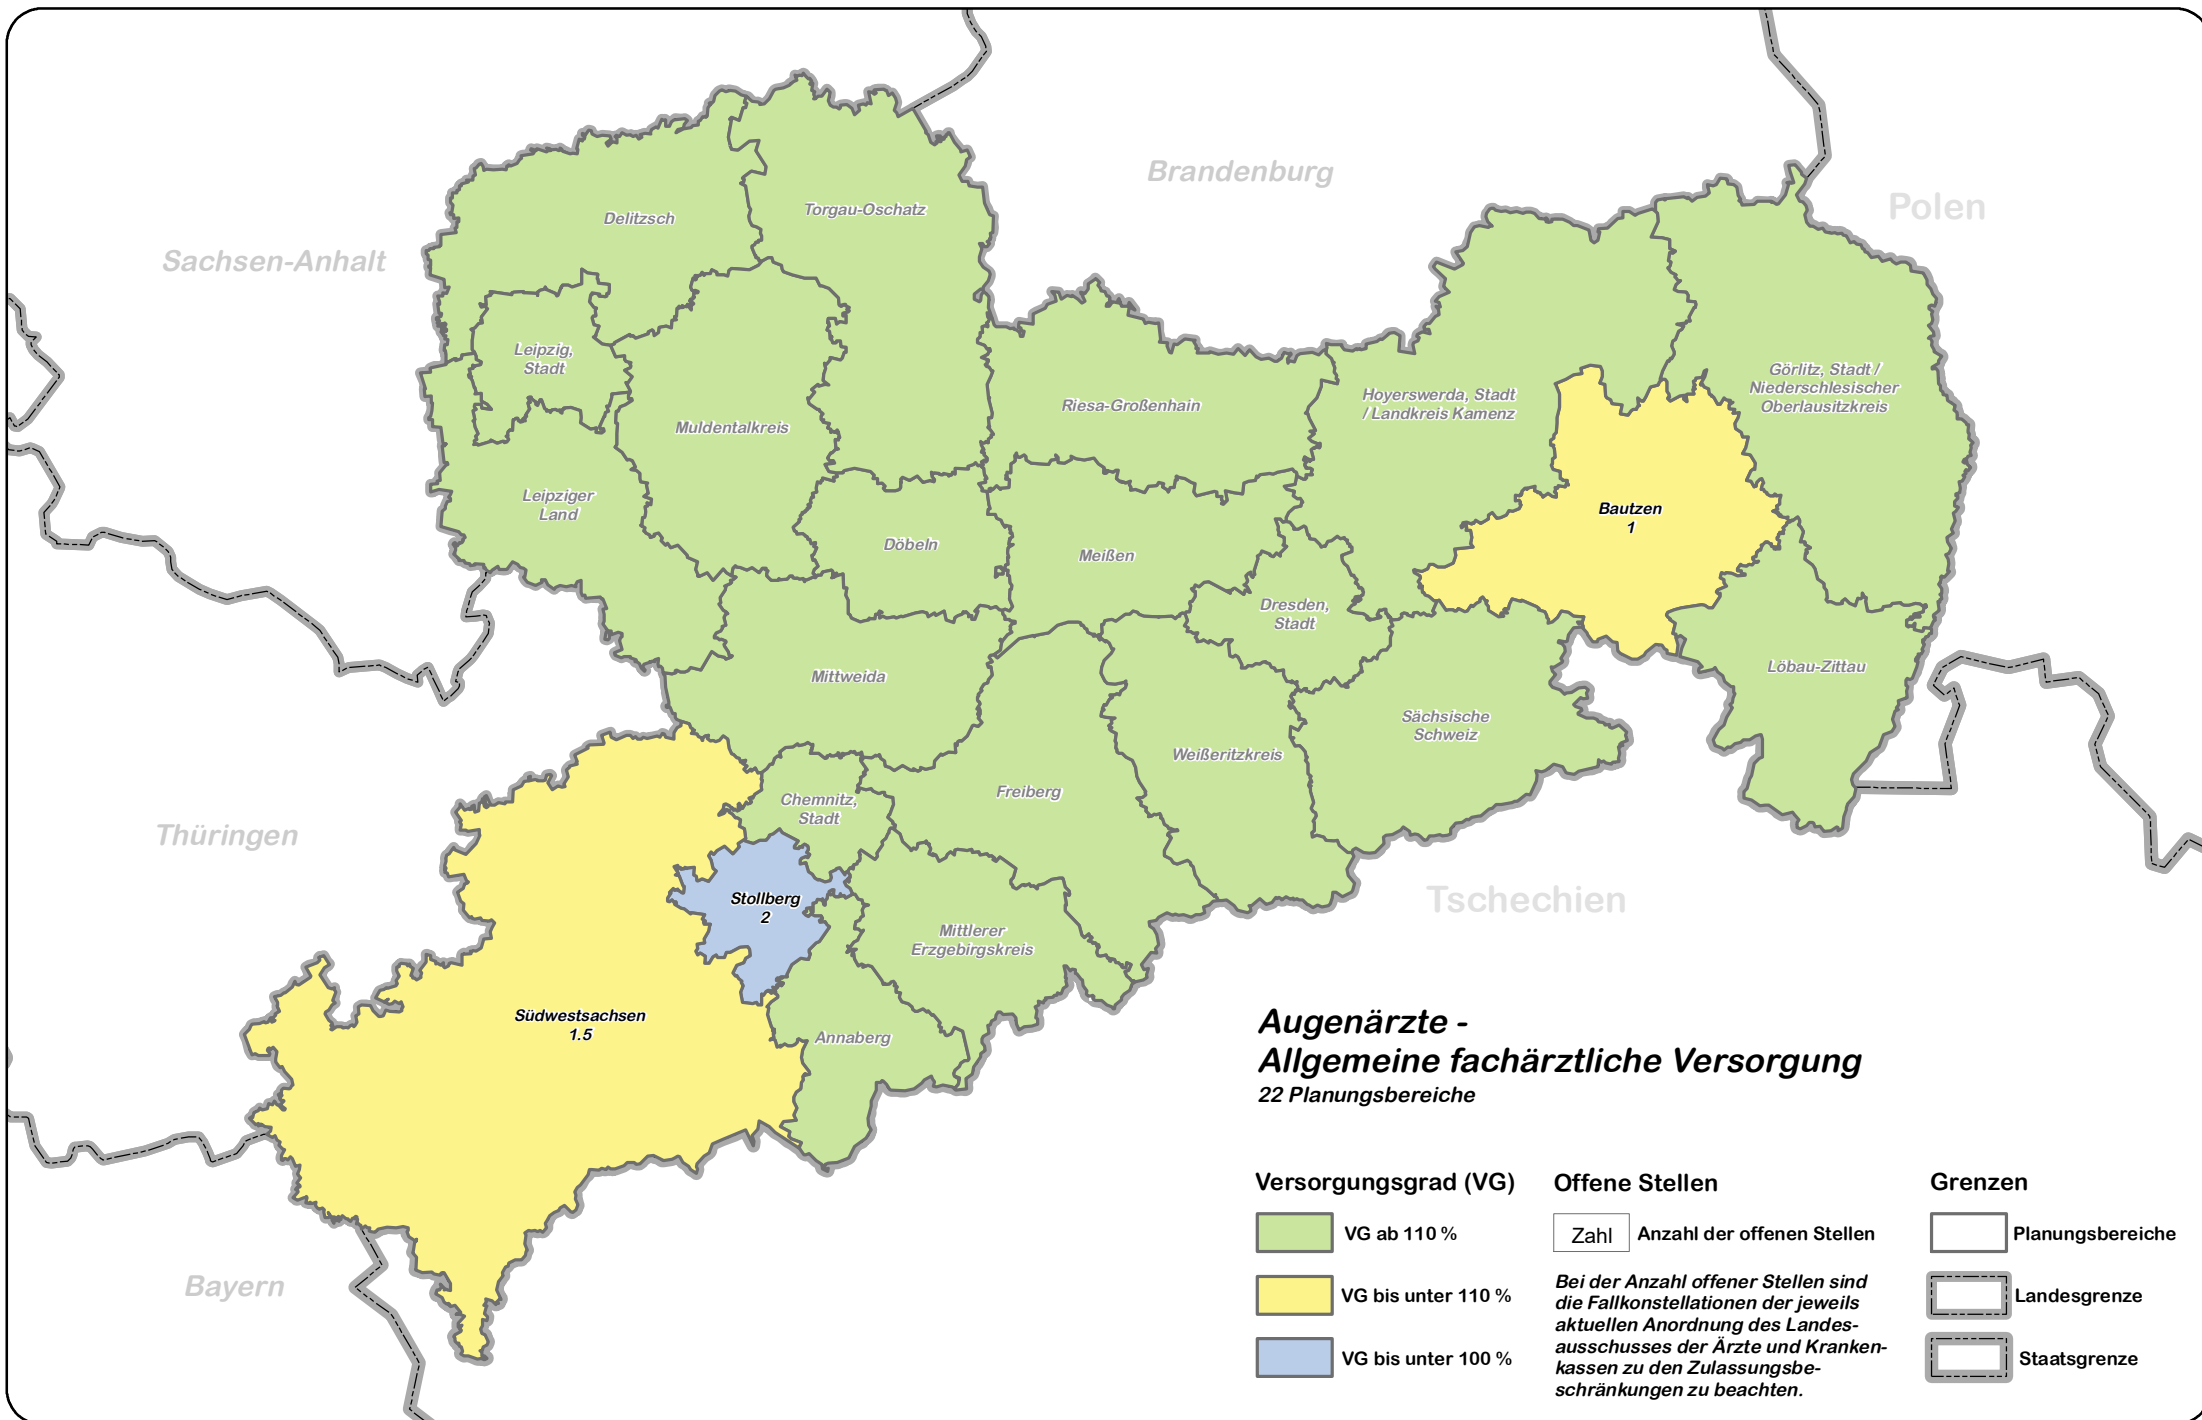 Brandenburg
Polen
Sachsen-Anhalt
Delitzsch
Torgau-Oschatz
Leipzig,
Stadt
Muldentalkreis
Riesa-Großenhain
Hoyerswerda, Stadt
/ Landkreis Kamenz
Görlitz, Stadt /
Niederschlesischer
Oberlausitzkreis
Leipziger
Land
Döbeln
Meißen
Bautzen
1
Dresden,
Stadt
Mittweida
Löbau-Zittau
Sächsische
Schweiz
Weißeritzkreis
Freiberg
Chemnitz,
Stadt
Thüringen
Stollberg
2
Tschechien
Mittlerer
Erzgebirgskreis
Südwestsachsen
1.5
Annaberg
Bayern
Augenärzte -
Allgemeine fachärztliche Versorgung
22 Planungsbereiche
Versorgungsgrad (VG)
VG ab 110 %
VG bis unter 110 %
VG bis unter 100 %
Offene Stellen
Zahl Anzahl der offenen Stellen
Bei der Anzahl offener Stellen sind
die Fallkonstellationen der jeweils
aktuellen Anordnung des Landes-
ausschusses der Ärzte und Kranken-
kassen zu den Zulassungsbe-
schränkungen zu beachten.
Grenzen
Planungsbereiche
Landesgrenze
Staatsgrenze